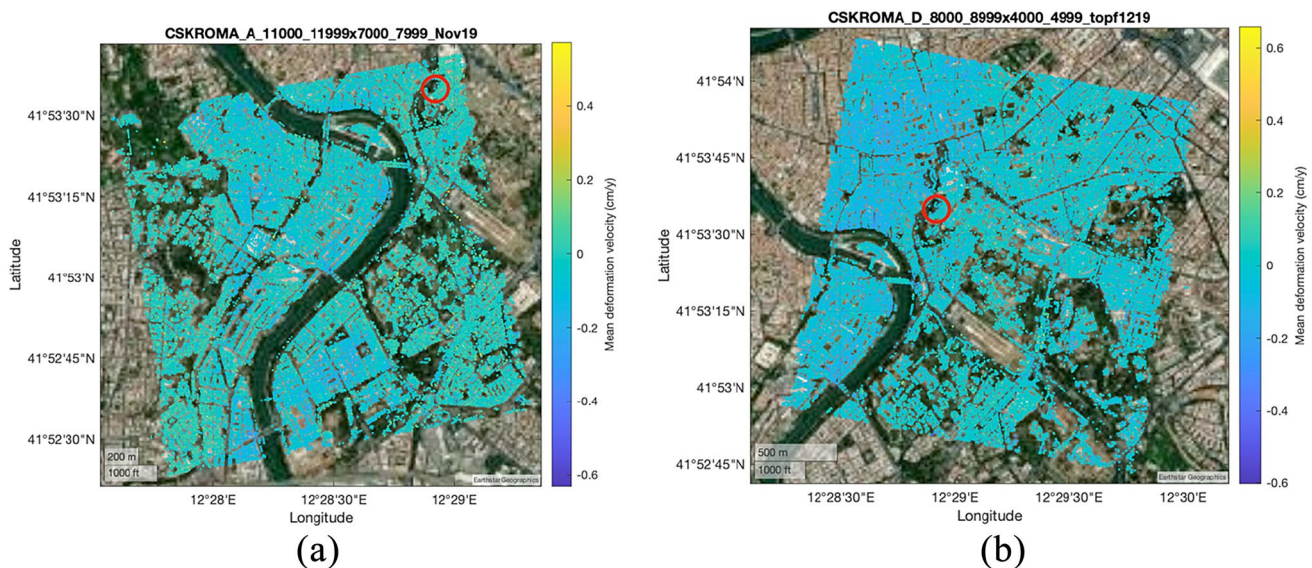 CSKROMA_A_11000_11999x7000_7999_Nov19
41°53'30"N
41°53'15"N
41°53'N
41°52'45"N
41°52'30"N
Latitude
200 m
1000 ft
Earthstar Geographics
12°28'E
12°28'30"E
12°29'E
Longitude
0.4
0.2
0
-0.2
-0.4
-0.6
Mean deformation velocity (cm/y)
(a)
CSKROMA_D_8000_8999x4000_4999_topf1219
41°54'N
41°53'45"N
41°53'30"N
41°53'15"N
41°53'N
41°52'45"N
Latitude
500 m
1000 ft
Earthstar Geographics
12°28'30"E
12°29'E
12°29'30"E
12°30'E
Longitude
0.6
0.4
0.2
0
-0.2
-0.4
-0.6
Mean deformation velocity (cm/y)
(b)